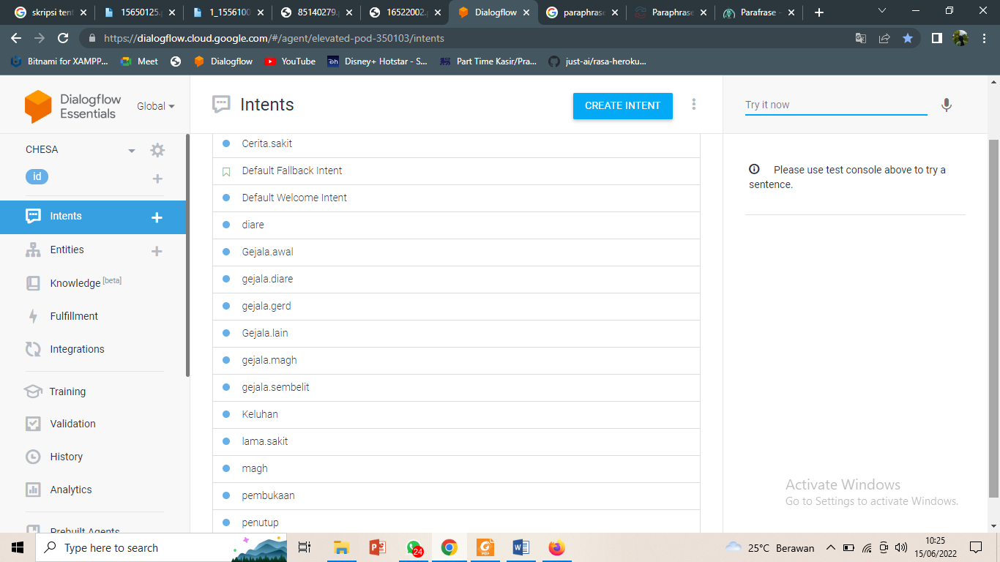 skripsi tent
15650125.p
1_1556100
85140279.p
16522002.p
Dialogflow
paraphrase
Paraphrase
Parafrase -
https://dialogflow.cloud.google.com/#/agent/elevated-pod-350103/intents
Bitnami for XAMPP...
Meet
Dialogflow
YouTube
Disney+ Hotstar - S...
Part Time Kasir/Pra...
just-ai/rasa-heroku...
Dialogflow
Essentials
Global
CHESA
id
Intents
Entities
Knowledge [beta]
Fulfillment
Integrations
Training
Validation
History
Analytics
Prebuilt Agents
Intents
CREATE INTENT
Cerita.sakit
Default Fallback Intent
Default Welcome Intent
diare
Gejala.awal
gejala.diare
gejala.gerd
Gejala.lain
gejala.magh
gejala.sembelit
Keluhan
lama.sakit
magh
pembukaan
penutup
Try it now
Please use test console above to try a
sentence.
Activate Windows
Go to Settings to activate Windows.
Type here to search
24
25°C Berawan
10:25
15/06/2022